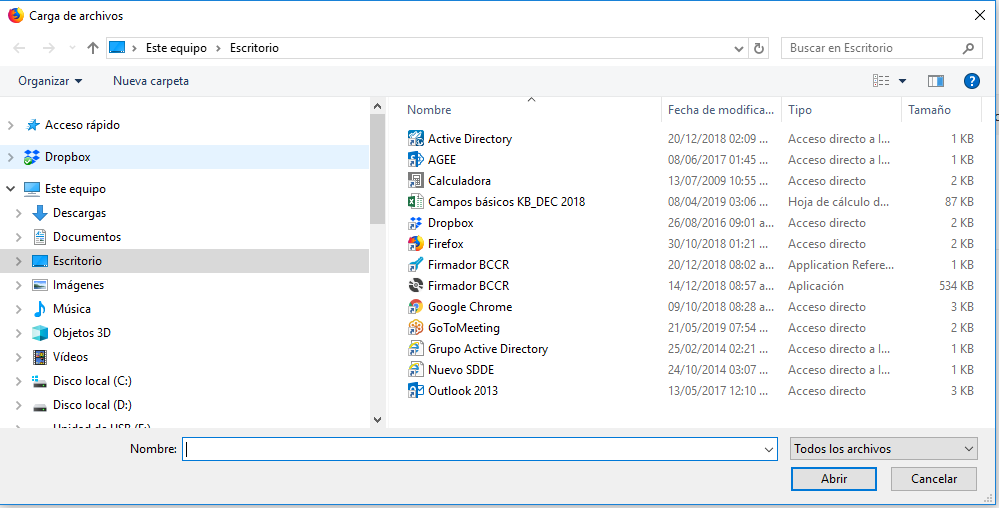 Carga de archivos
Este equipo Escritorio
Buscar en Escritorio
Organizar Nueva carpeta
Acceso rápido
Dropbox
Este equipo
Descargas
Documentos
Escritorio
Imágenes
Música
Objetos 3D
Vídeos
Disco local (C:)
Disco local (D:)
Nombre Fecha de modifica... Tipo Tamaño
Active Directory 20/12/2018 02:09 ... Acceso directo a I... 1 KB
AGEE 08/06/2017 01:45 ... Acceso directo a I... 1 KB
Calculadora 13/07/2009 10:55 ... Acceso directo 2 KB
Campos básicos KB_DEC 2018 08/04/2019 03:06 ... Hoja de cálculo d... 87 KB
Dropbox 26/08/2016 09:01 a... Acceso directo 2 KB
Firefox 30/10/2018 01:21 ... Acceso directo 2 KB
Firmador BCCR 20/12/2018 08:02 a... Application Refere... 1 KB
Firmador BCCR 14/12/2018 08:57 a... Aplicación 534 KB
Google Chrome 09/10/2018 08:28 a... Acceso directo 3 KB
GoToMeeting 21/05/2019 07:54 ... Acceso directo 2 KB
Grupo Active Directory 25/02/2014 02:21 ... Acceso directo a I... 1 KB
Nuevo SDDE 24/10/2014 03:07 ... Acceso directo a I... 1 KB
Outlook 2013 13/05/2017 12:10 ... Acceso directo 3 KB
Nombre: Todos los archivos
Abrir Cancelar